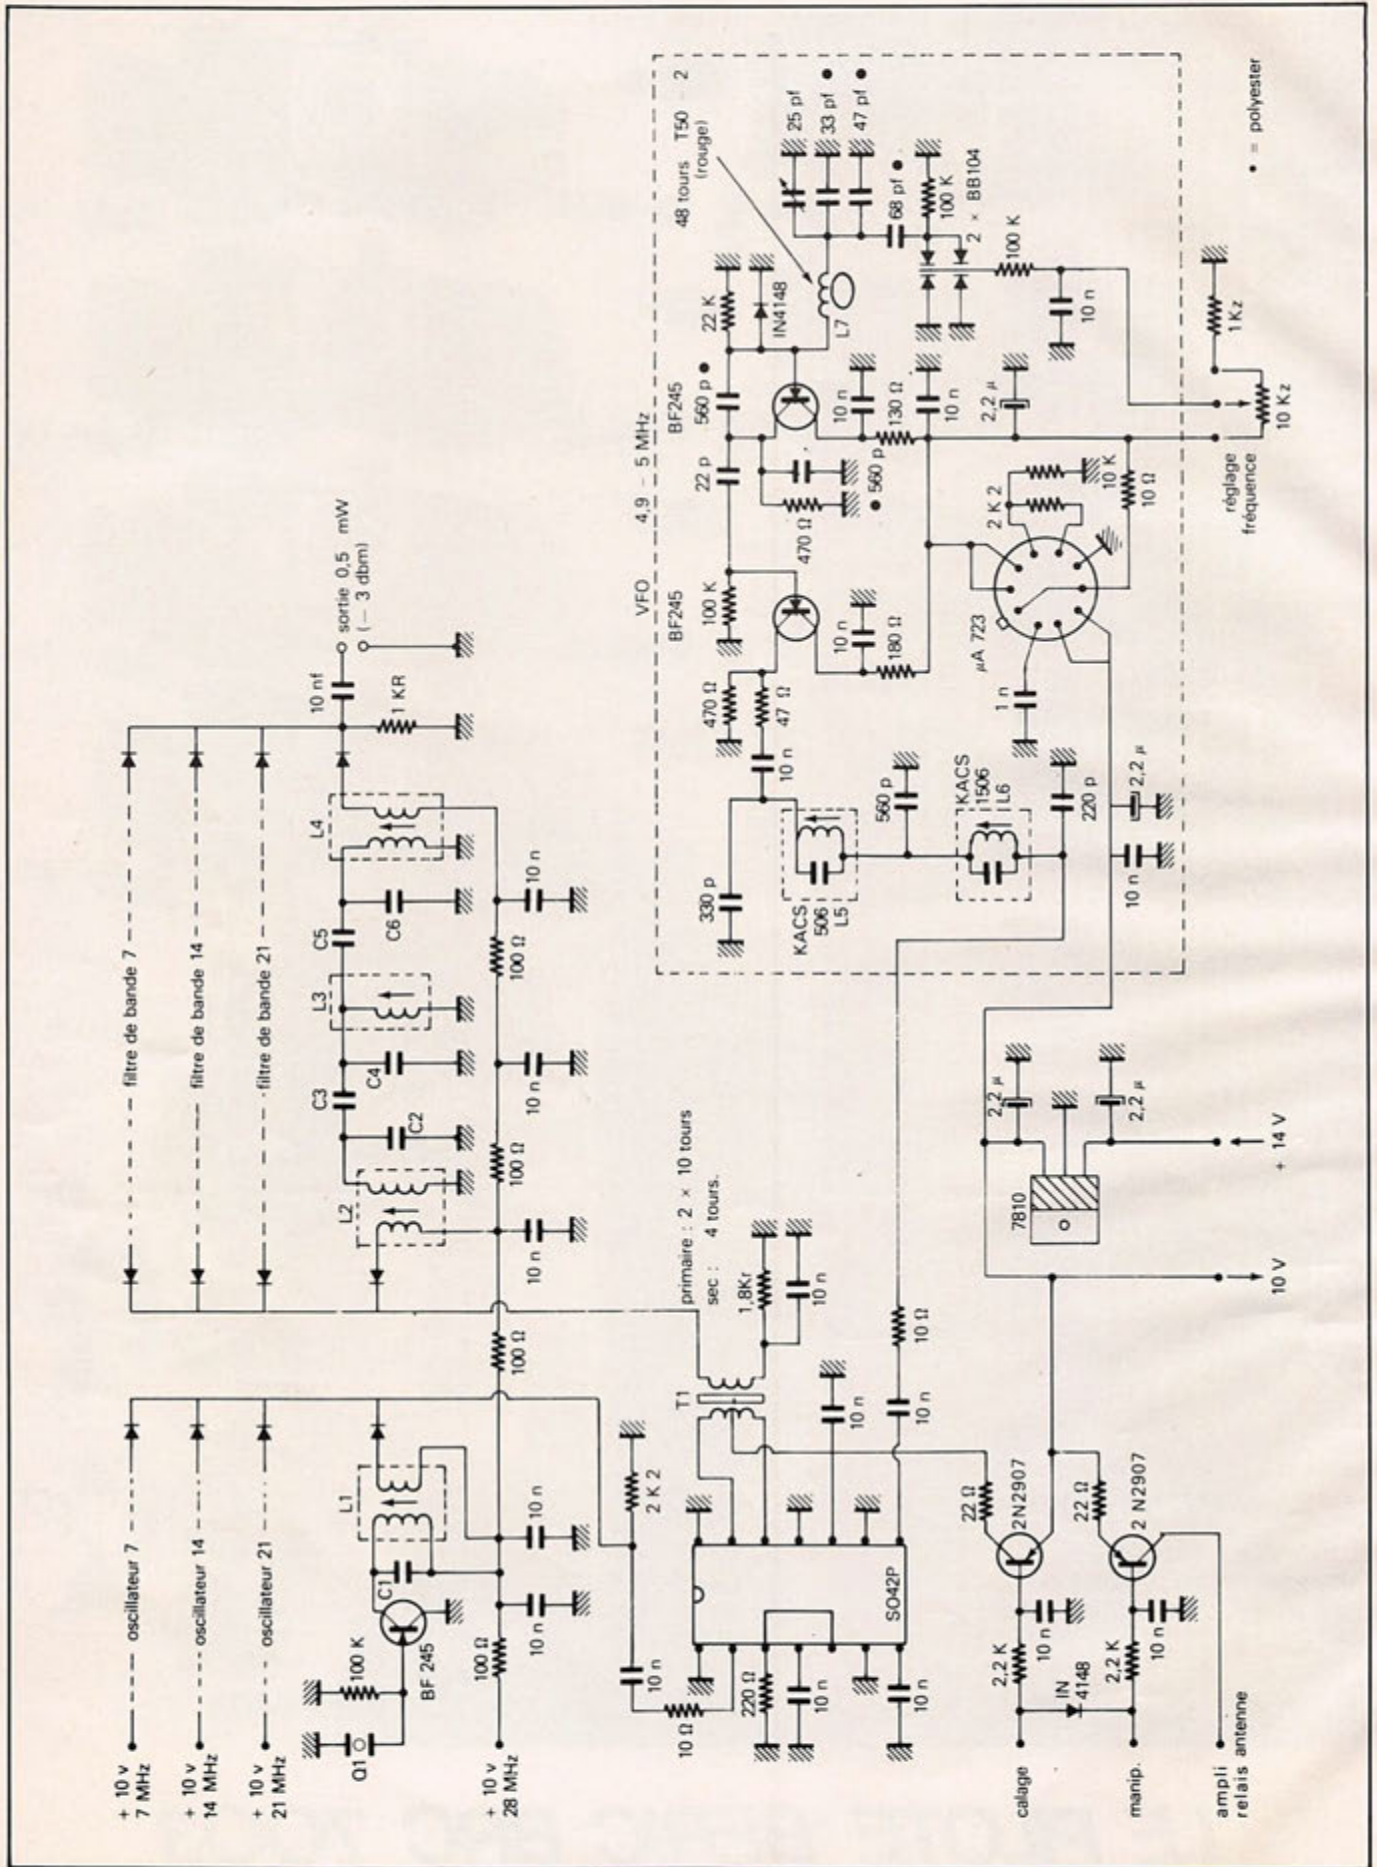 + 10 v
7 MHz
oscillateur 7
filtre de bande 7
+ 10 v
14 MHz
oscillateur 14
filtre de bande 14
+ 10 v
21 MHz
oscillateur 21
filtre de bande 21
Q1
100 K
BF 245
C1
L1
L2
C2
C3
C4
L3
C5
C6
L4
10 nf
sortie 0,5 mW
(− 3 dbm)
1 KR
+ 10 v
28 MHz
100 Ω
10 n
10 n
100 Ω
10 n
100 Ω
10 n
100 Ω
10 n
10 n
2 K 2
10 Ω
220 Ω
10 n
10 n
SO42P
T1
primaire : 2 × 10 tours
sec : 4 tours.
1,8Kr
10 n
10 n
10 n
10 Ω
VFO 4,9 - 5 MHz
BF245
BF245
48 tours T50 - 2
(rouge)
330 p
470 Ω
47 Ω
10 n
100 K
22 p
560 p •
22 K
IN4148
L7
25 pf
33 pf •
47 pf •
68 pf •
100 K
2 × BB104
100 K
10 n
KACS
506
L5
560 p
KACS
1506
L6
220 p
10 n
180 Ω
470 Ω
• 560 p
10 n
130 Ω
10 n
2,2 µ
µA 723
1 n
2 K 2
10 K
10 Ω
10 n
2,2 µ
réglage
fréquence
10 Kz
1 Kz
• = polyester
calage
2,2 K
10 n
22 Ω
2N2907
IN
4148
manip.
2,2 K
10 n
22 Ω
2 N2907
ampli
relais antenne
10 V
7810
2,2 µ
2,2 µ
+ 14 V